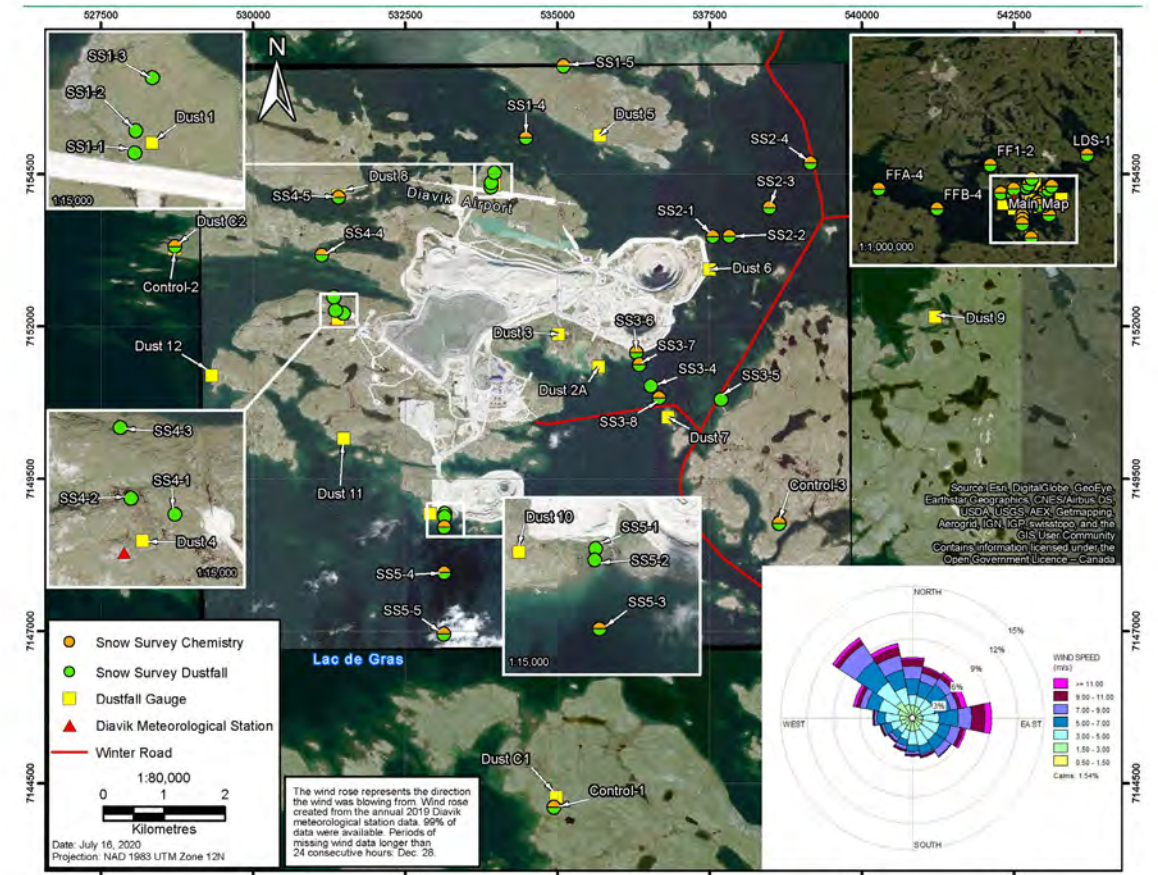 527500 530000 532500 535000 537500 540000 542500
N
SS1-3
SS1-2
Dust 1
SS1-1
1:15,000
SS1-5
SS1-4
Dust 5
SS2-4
SS2-3
SS2-1
SS2-2
Dust 6
LDS-1
FF1-2
FFA-4
FFB-4
Main Map
1:1,000,000
7154500
7154500
Dust 8
SS4-5
Diavik Airport
Dust C2
SS4-4
Control-2
7152000
7152000
Dust 9
Dust 3
SS3-6
SS3-7
Dust 12
Dust 2A
SS3-4
SS3-5
SS3-8
Dust 7
SS4-3
SS4-1
SS4-2
Dust 4
1:15,000
Dust 11
7149500
7149500
Control-3
Source: Esri, DigitalGlobe, GeoEye,
Earthstar Geographics, CNES/Airbus DS,
USDA, USGS, AEX, Getmapping,
Aerogrid, IGN, IGP, swisstopo, and the
GIS User Community
Contains information licensed under the
Open Government Licence – Canada
Dust 10
SS5-1
SS5-2
SS5-3
1:15,000
SS5-4
SS5-5
7147000
7147000
Lac de Gras
Snow Survey Chemistry
Snow Survey Dustfall
Dustfall Gauge
Diavik Meteorological Station
Winter Road
1:80,000
0 1 2
Kilometres
Date: July 16, 2020
Projection: NAD 1983 UTM Zone 12N
7144500
7144500
Dust C1
Control-1
The wind rose represents the direction
the wind was blowing from. Wind rose
created from the annual 2019 Diavik
meteorological station data. 99% of
data were available. Periods of
missing wind data longer than
24 consecutive hours: Dec. 28.
NORTH
15%
12%
9%
6%
3%
WEST
EAST
SOUTH
WIND SPEED
(m/s)
>= 11.00
9.00 - 11.00
7.00 - 9.00
5.00 - 7.00
3.00 - 5.00
1.50 - 3.00
0.50 - 1.50
Calms: 1.54%